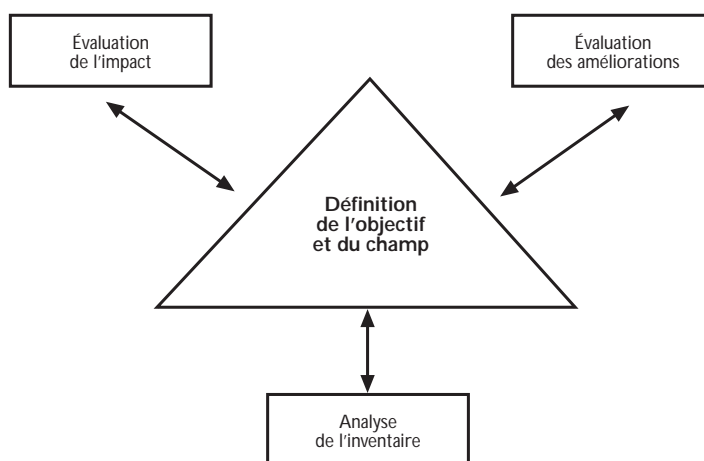 Évaluation
de l'impact
Évaluation
des améliorations
Définition
de l'objectif
et du champ
Analyse
de l'inventaire